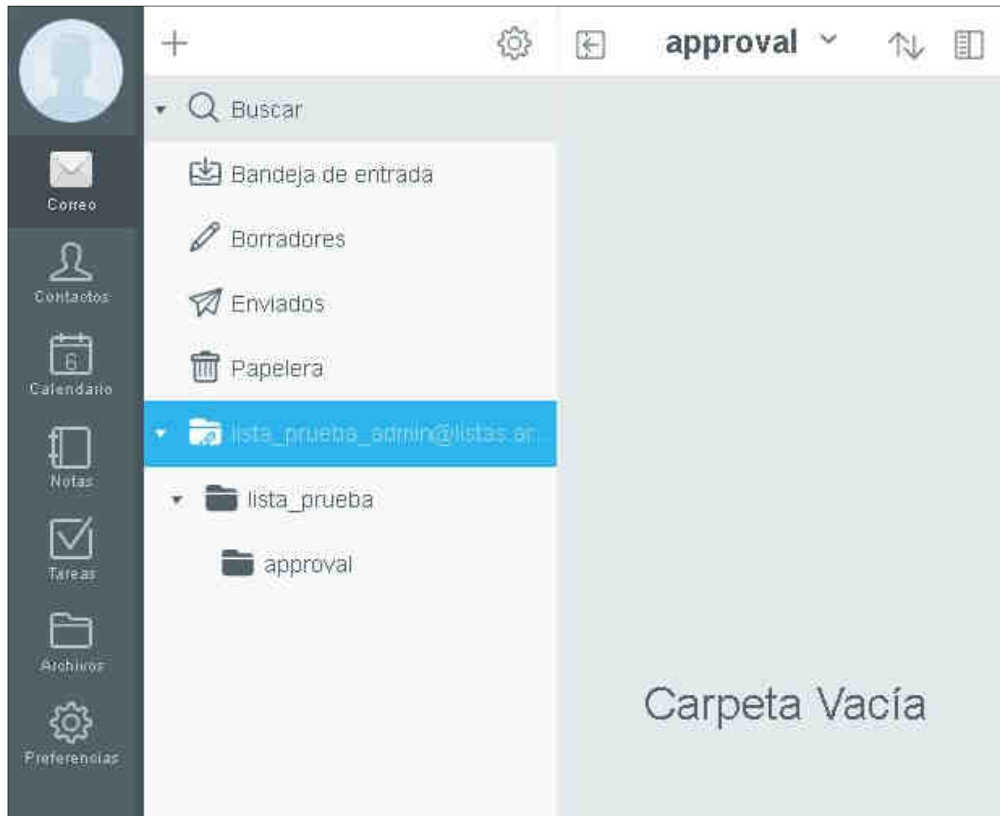 approval
Buscar
Bandeja de entrada
Borradores
Enviados
Papelera
lista_prueba_admin@listas.ar...
lista_prueba
approval
Correo
Contactos
6
Calendario
Notas
Tareas
Archivos
Preferencias
Carpeta Vacía